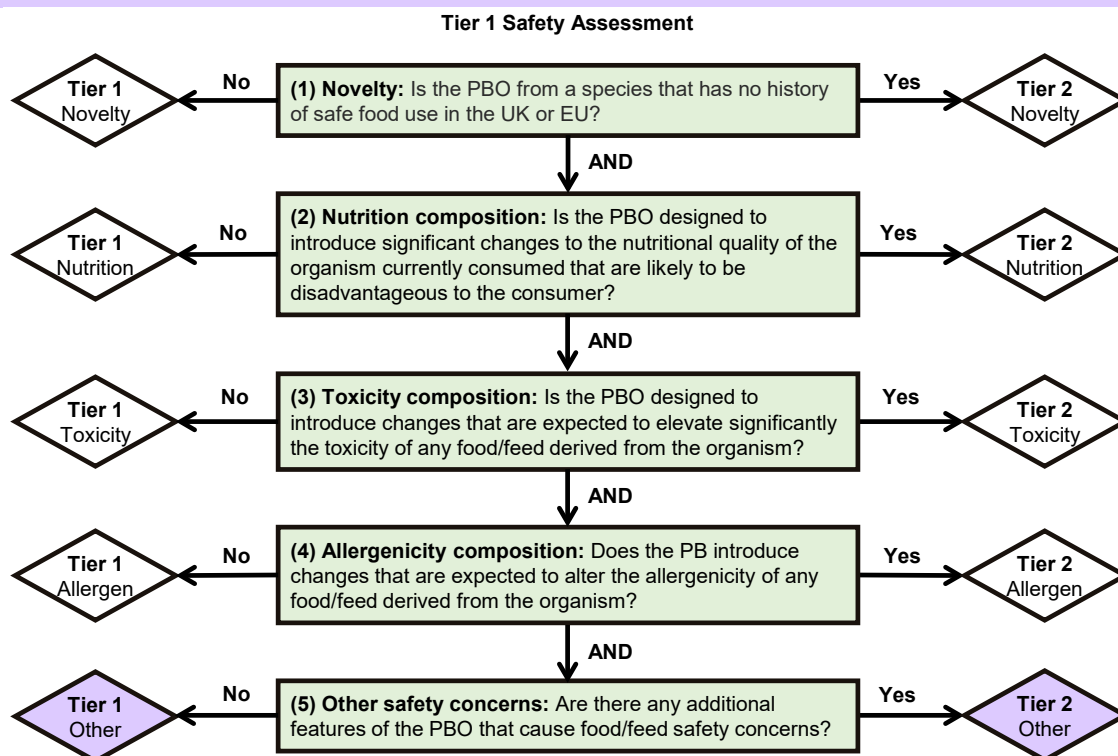 Tier 1 Safety Assessment
Tier 1
Novelty
No
(1) Novelty: Is the PBO from a species that has no history
of safe food use in the UK or EU?
Yes
Tier 2
Novelty
AND
Tier 1
Nutrition
No
(2) Nutrition composition: Is the PBO designed to
introduce significant changes to the nutritional quality of the
organism currently consumed that are likely to be
disadvantageous to the consumer?
Yes
Tier 2
Nutrition
AND
Tier 1
Toxicity
No
(3) Toxicity composition: Is the PBO designed to
introduce changes that are expected to elevate significantly
the toxicity of any food/feed derived from the organism?
Yes
Tier 2
Toxicity
AND
Tier 1
Allergen
No
(4) Allergenicity composition: Does the PB introduce
changes that are expected to alter the allergenicity of any
food/feed derived from the organism?
Yes
Tier 2
Allergen
AND
Tier 1
Other
No
(5) Other safety concerns: Are there any additional
features of the PBO that cause food/feed safety concerns?
Yes
Tier 2
Other